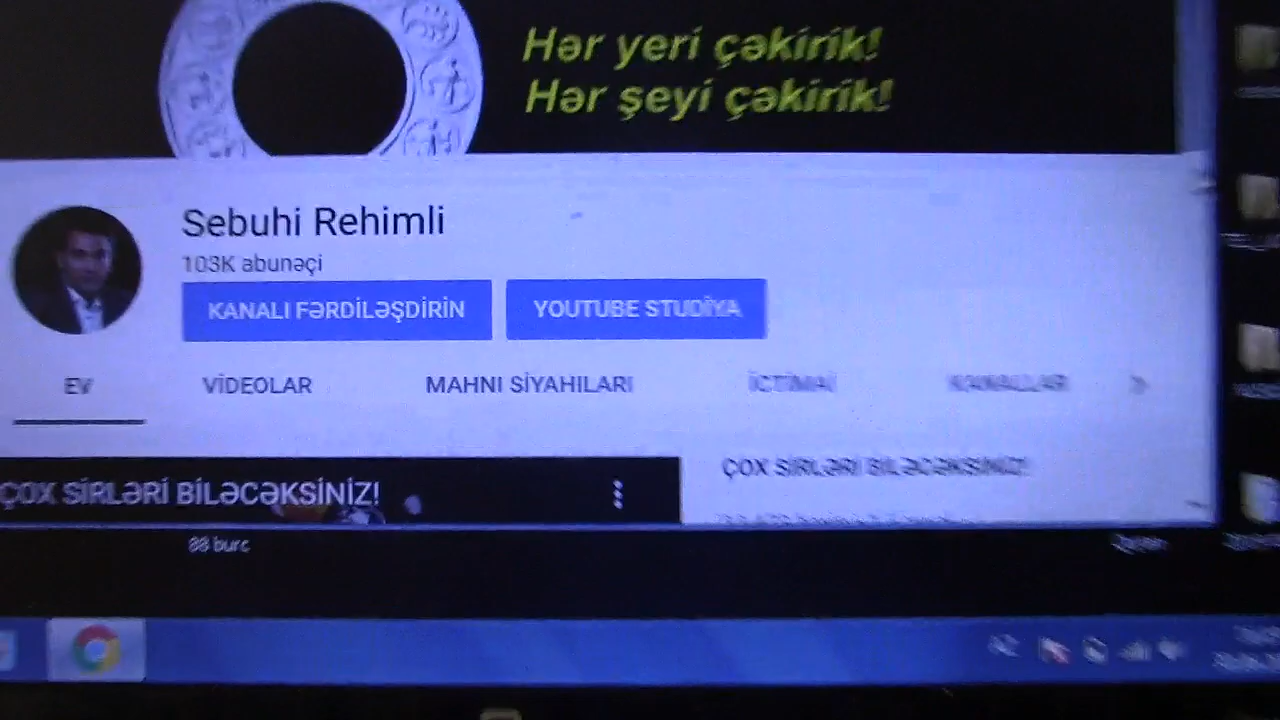 Hər yeri çəkirik!
Hər şeyi çəkirik!
Sebuhi Rehimli
103K abunəçi
KANALI FƏRDİLƏŞDİRİN
YOUTUBE STUDİYA
EV
VİDEOLAR
MAHNI SİYAHILARI
İCTİMAİ
KANALLAR
ÇOX SİRLƏRİ BİLƏCƏKSİNİZ!
ÇOX SİRLƏRİ BİLƏCƏKSİNİZ!
88 burc
AZ